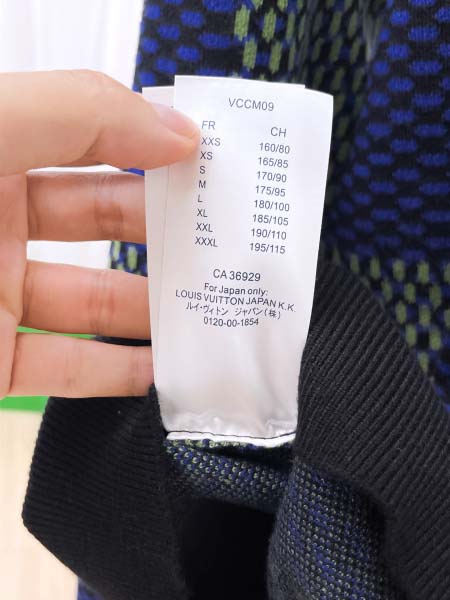 VCCM09
FR CH
XXS 160/80
XS 165/85
S 170/90
M 175/95
L 180/100
XL 185/105
XXL 190/110
XXXL 195/115
CA 36929
For Japan only:
LOUIS VUITTON JAPAN K.K.
ルイ・ヴィトン ジャパン(株)
0120-00-1854